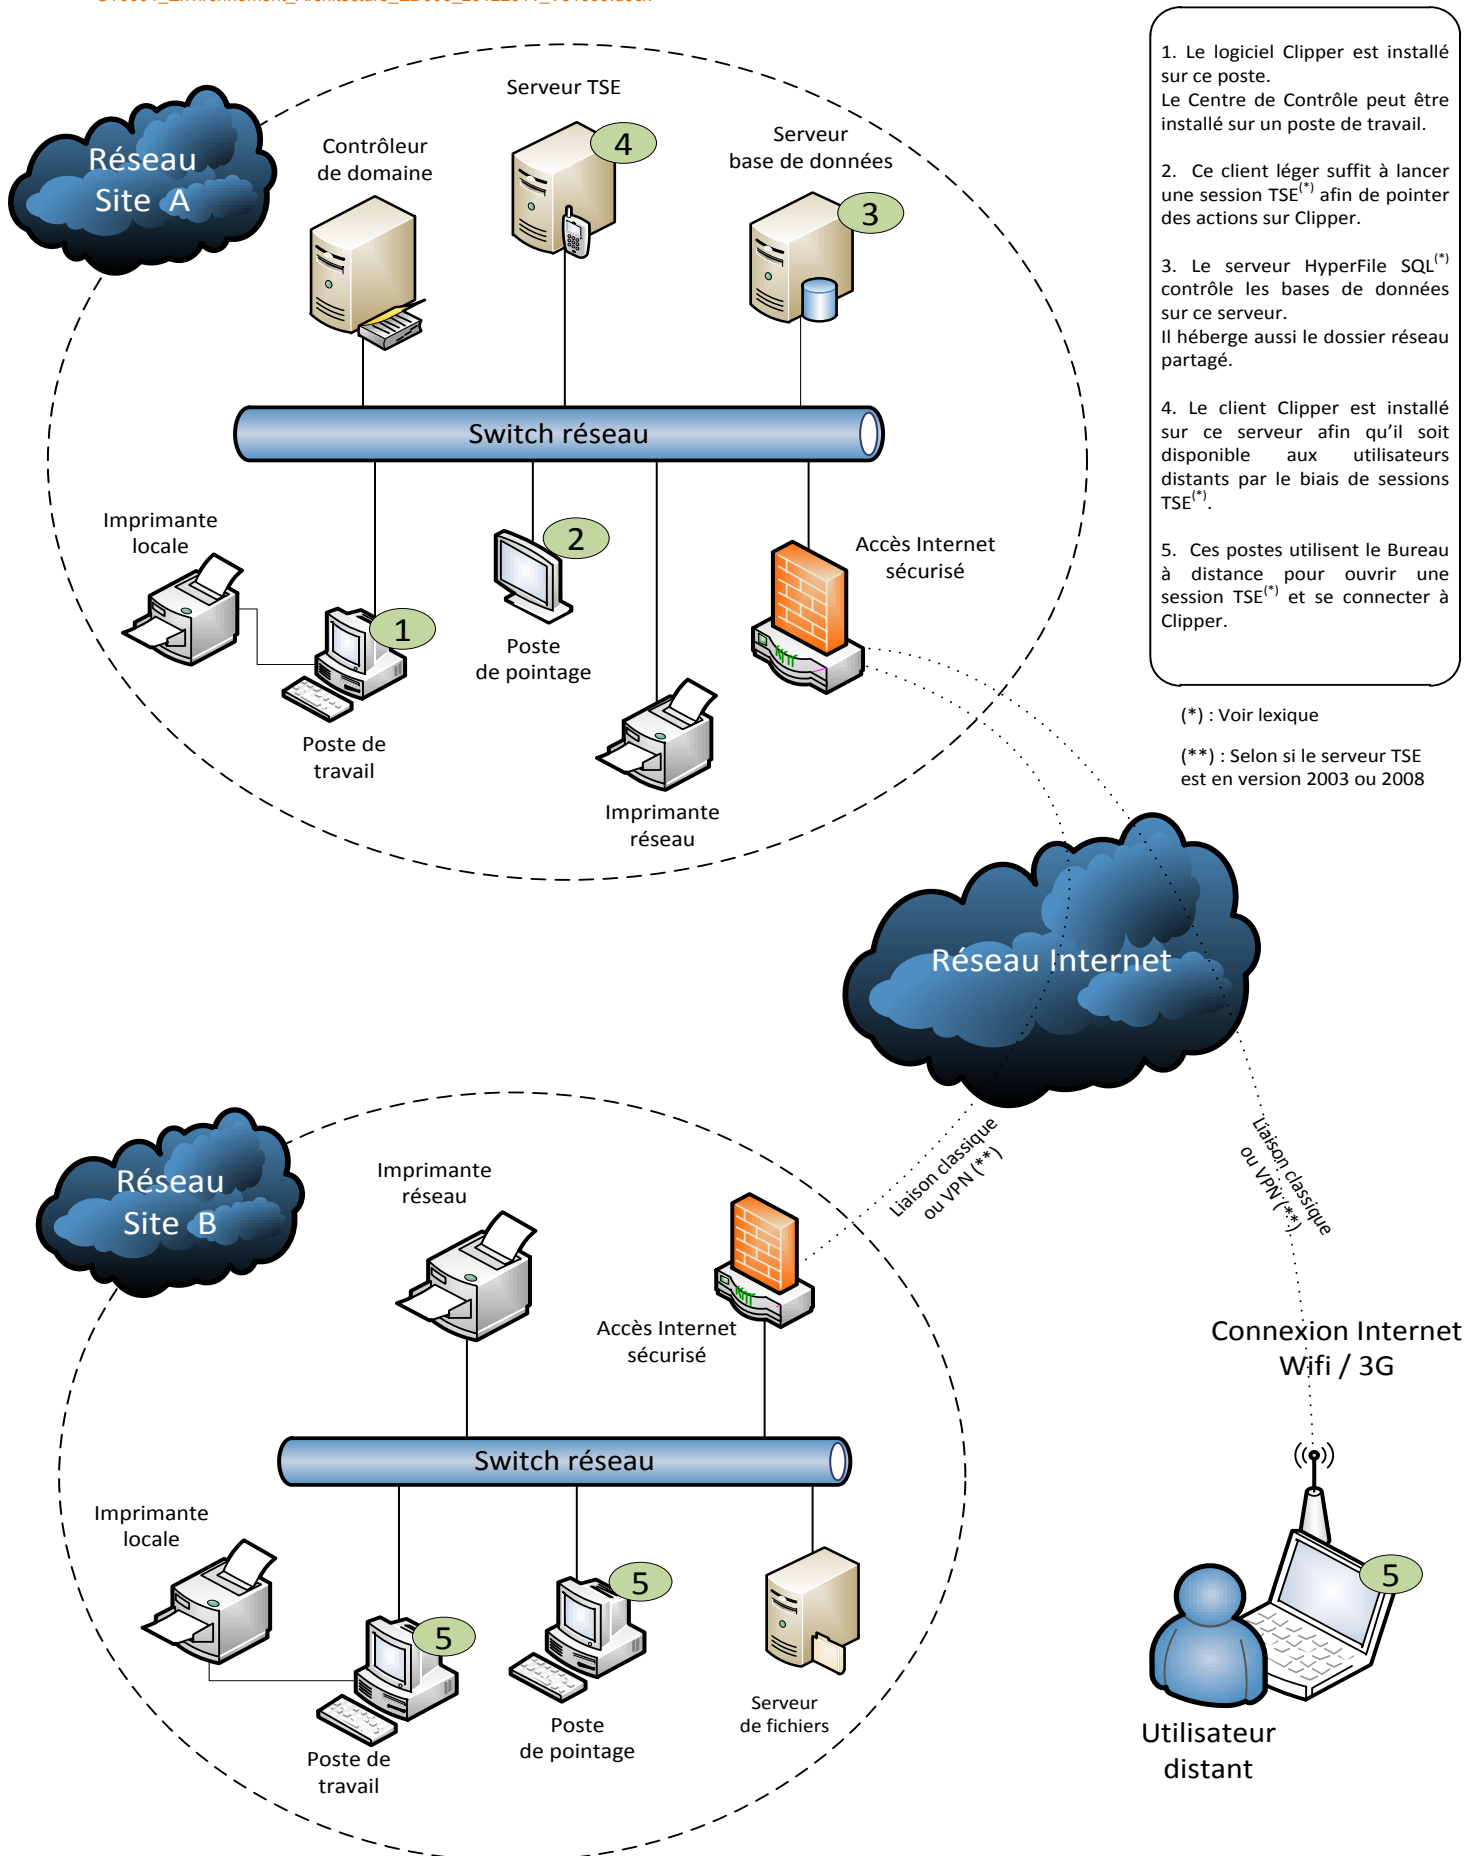 Serveur TSE
4
Contrôleur
de domaine
Serveur
base de données
3
Réseau
Site A
Switch réseau
Imprimante
locale
1
Poste de
travail
2
Poste
de pointage
Imprimante
réseau
Accès Internet
sécurisé
1. Le logiciel Clipper est installé
sur ce poste.
Le Centre de Contrôle peut être
installé sur un poste de travail.
2. Ce client léger suffit à lancer
une session TSE(*) afin de pointer
des actions sur Clipper.
3. Le serveur HyperFile SQL(*)
contrôle les bases de données
sur ce serveur.
Il héberge aussi le dossier réseau
partagé.
4. Le client Clipper est installé
sur ce serveur afin qu'il soit
disponible aux utilisateurs
distants par le biais de sessions
TSE(*).
5. Ces postes utilisent le Bureau
à distance pour ouvrir une
session TSE(*) et se connecter à
Clipper.
(*) : Voir lexique
(**) : Selon si le serveur TSE
est en version 2003 ou 2008
Réseau Internet
Liaison classique
ou VPN (**)
Liaison classique
ou VPN (**)
Réseau
Site B
Imprimante
réseau
Accès Internet
sécurisé
Switch réseau
Imprimante
locale
5
Poste de
travail
5
Poste
de pointage
Serveur
de fichiers
Connexion Internet
Wifi / 3G
5
Utilisateur
distant